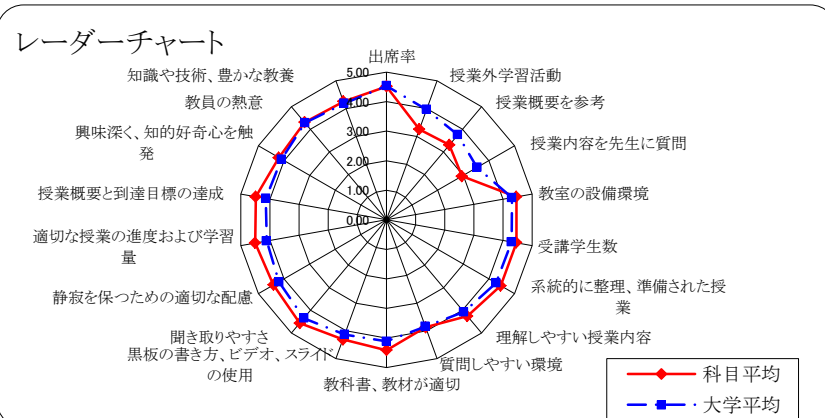 レーダーチャート
出席率
授業外学習活動
授業概要を参考
授業内容を先生に質問
教室の設備環境
受講学生数
系統的に整理、準備された授
業
理解しやすい授業内容
質問しやすい環境
教科書、教材が適切
黒板の書き方、ビデオ、スライド
の使用
聞き取りやすさ
静寂を保つための適切な配慮
適切な授業の進度および学習
量
授業概要と到達目標の達成
興味深く、知的好奇心を触
発
教員の熱意
知識や技術、豊かな教養
5.00
4.00
3.00
2.00
1.00
0.00
科目平均
大学平均